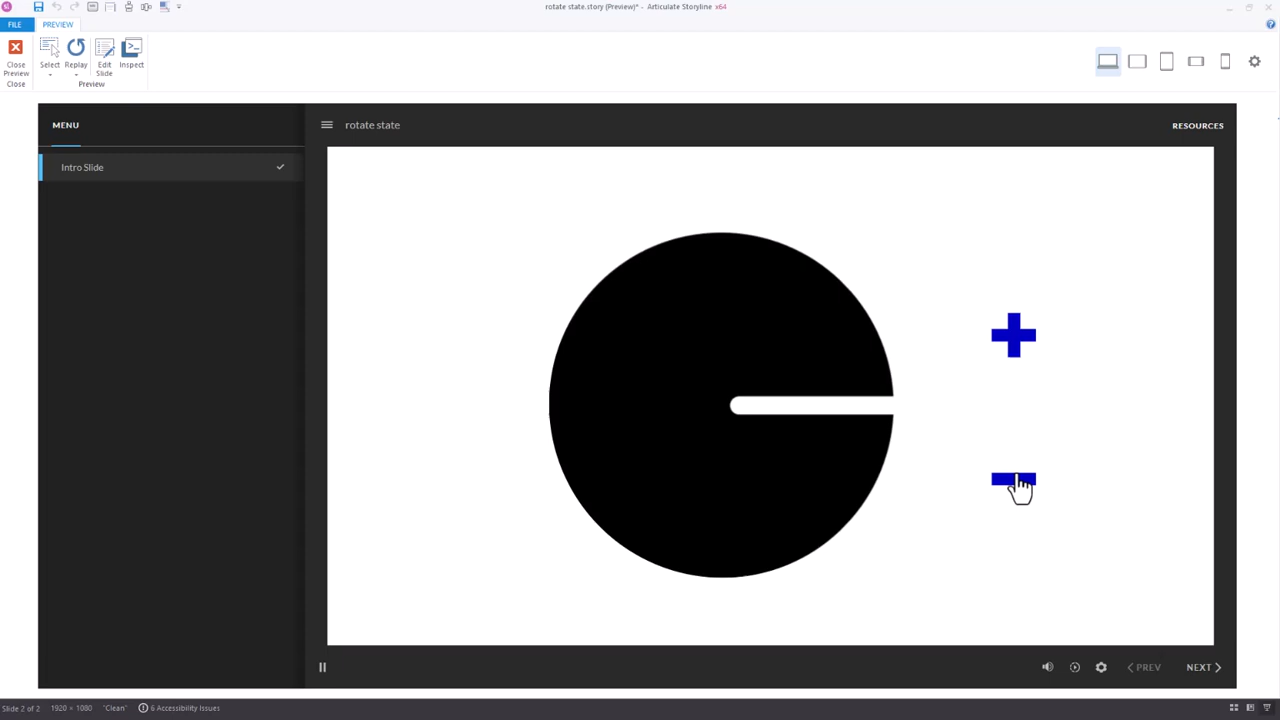 rotate state.story (Preview)* - Articulate Storyline x64
FILE PREVIEW
Close Preview
Select
Replay
Edit Slide
Inspect
Close
Preview
MENU
rotate state
RESOURCES
Intro Slide
PREV
NEXT
Slide 2 of 2
1920 × 1080
"Clean"
6 Accessibility Issues